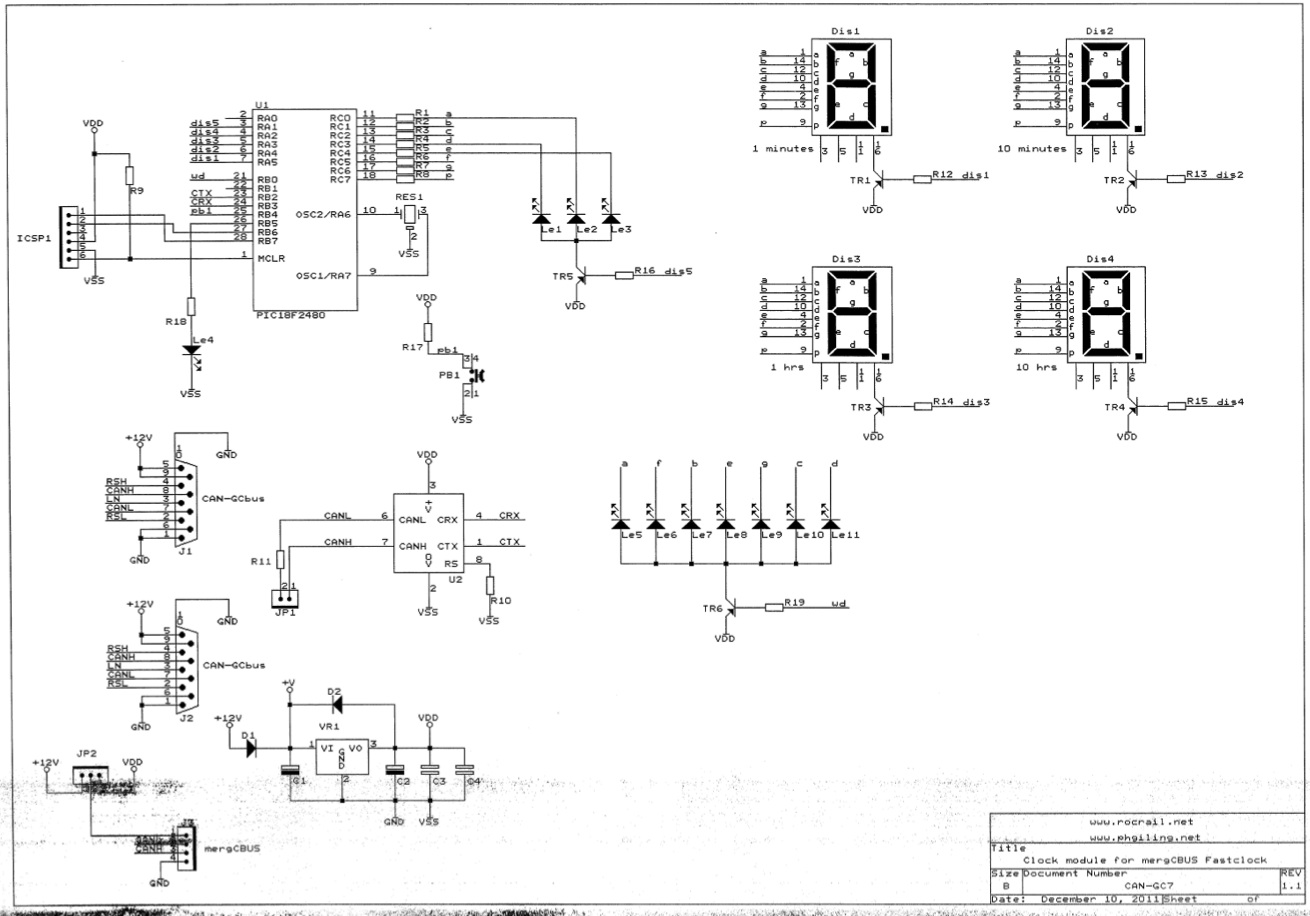 U1
PIC18F2480
2 RA0 RC0 11 R1 a
dis5 3 RA1 RC1 12 R2 b
dis4 4 RA2 RC2 13 R3 c
dis3 5 RA3 RC3 14 R4 d
dis2 6 RA4 RC4 15 R5 e
dis1 7 RA5 RC5 16 R6 f
RC6 17 R7 g
wd 21 RB0 RC7 18 R8 p
22 RB1
CTX 23 RB2
CRX 24 RB3
pb1 25 RB4
26 RB5
27 RB6
28 RB7
1 MCLR
OSC2/RA6 10
OSC1/RA7 9
RES1
1 3
2
VSS
VDD
R9
ICSP1
1
2
3
4
5
6
VSS
R18
Le4
VSS
VDD
R17
pb1
3 4
PB1
2 1
VSS
Le1 Le2 Le3
TR5 R16 dis5
VDD
Dis1
a 1 a
b 14 b
c 12 c
d 10 d
e 4 e
f 2 f
g 13 g
p 9 p
a
f b
g
e c
d
1 minutes
3 5 11 16
TR1 R12 dis1
VDD
Dis2
a 1 a
b 14 b
c 12 c
d 10 d
e 4 e
f 2 f
g 13 g
p 9 p
a
f b
g
e c
d
10 minutes
3 5 11 16
TR2 R13 dis2
VDD
Dis3
a 1 a
b 14 b
c 12 c
d 10 d
e 4 e
f 2 f
g 13 g
p 9 p
a
f b
g
e c
d
1 hrs
3 5 11 16
TR3 R14 dis3
VDD
Dis4
a 1 a
b 14 b
c 12 c
d 10 d
e 4 e
f 2 f
g 13 g
p 9 p
a
f b
g
e c
d
10 hrs
3 5 11 16
TR4 R15 dis4
VDD
+12V
10
GND
5
9
RSH 4
CANH 8
LN 3
CANL 7
RSL 2
6
1
CAN-GCbus
GND
J1
VDD
3
+V
CANL 6 CANL CRX 4 CRX
CANH 7 CANH CTX 1 CTX
0V RS 8
U2
2
VSS
R10
VSS
R11
2 1
JP1
a f b e g c d
Le5 Le6 Le7 Le8 Le9 Le10 Le11
TR6 R19 wd
VDD
+12V
10
GND
5
9
RSH 4
CANH 8
LN 3
CANL 7
RSL 2
6
1
CAN-GCbus
GND
J2
+V
D2
VR1
+12V
D1
1 VI VO 3
GND
2
VDD
C1 C2 C3 C4
GND VSS
JP2
+12V VDD
J3
CANL
CANH
4
mergCBUS
GND
www.rocrail.net
www.phgiling.net
Title
Clock module for mergCBUS Fastclock
Size Document Number REV
B CAN-GC7 1.1
Date: December 10, 2011 Sheet of